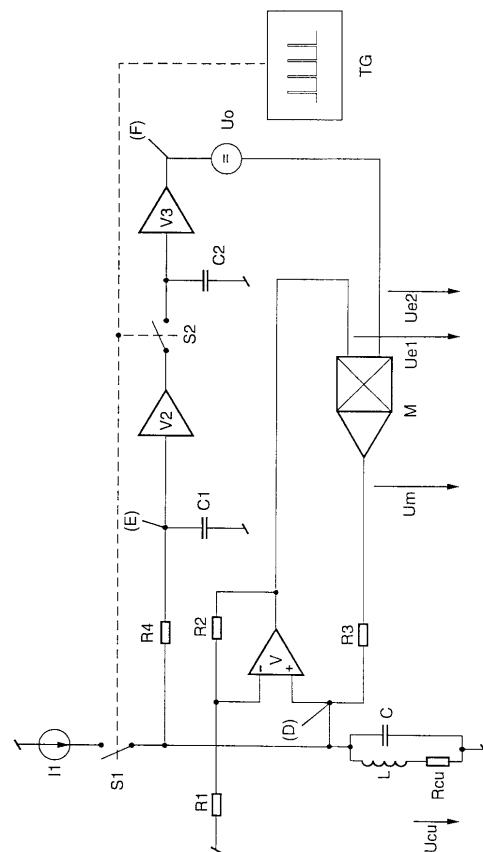 TG
(F)
Uo
=
V3
C2
S2
V2
Ue2
Ue1
M
(E)
C1
Um
R4
R2
R3
V
-
+
(D)
I1
S1
R1
C
L
Rcu
Ucu